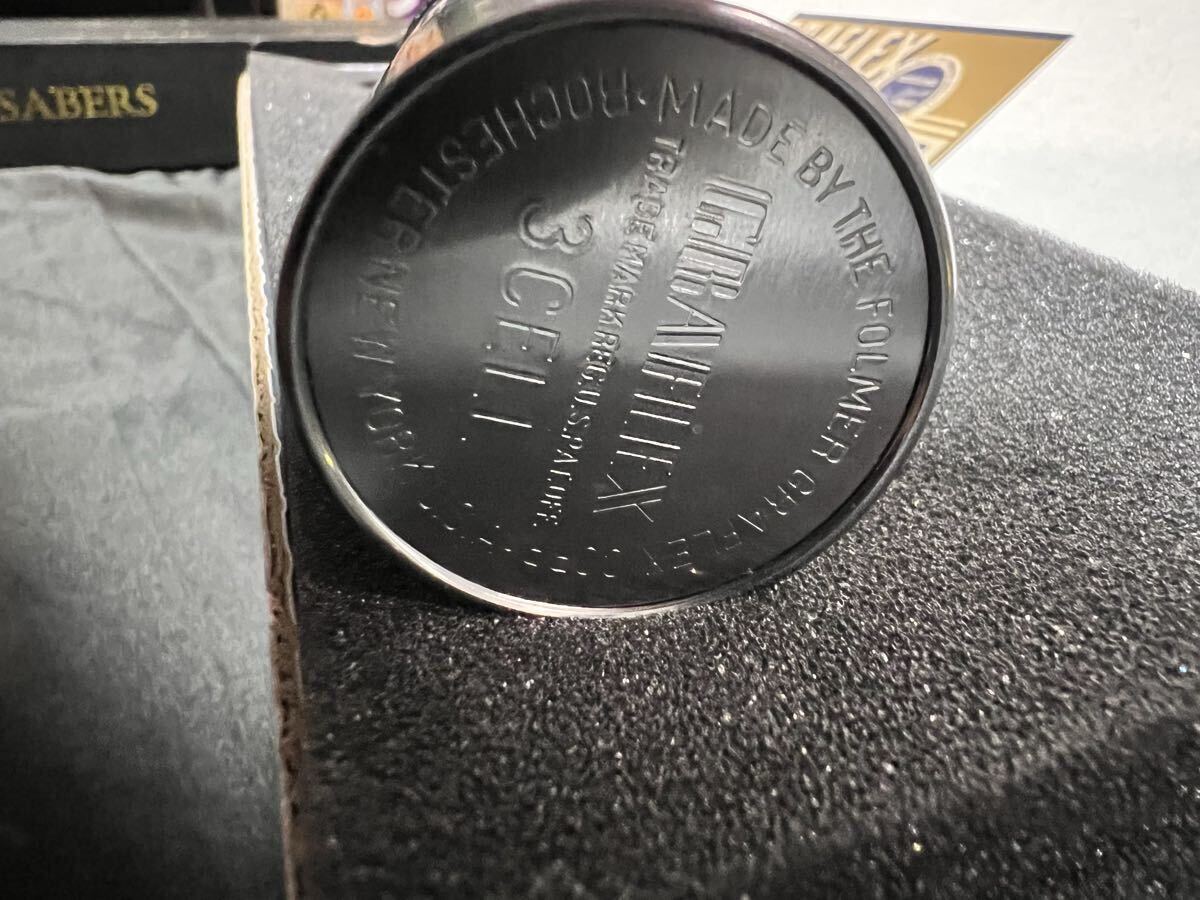 SABERS
MADE BY THE FOLMER GRAFLEX
ROCHESTER NEW YORK
GRAFLEX
TRADE MARK REG. U.S. PAT. OFF.
3 CELL